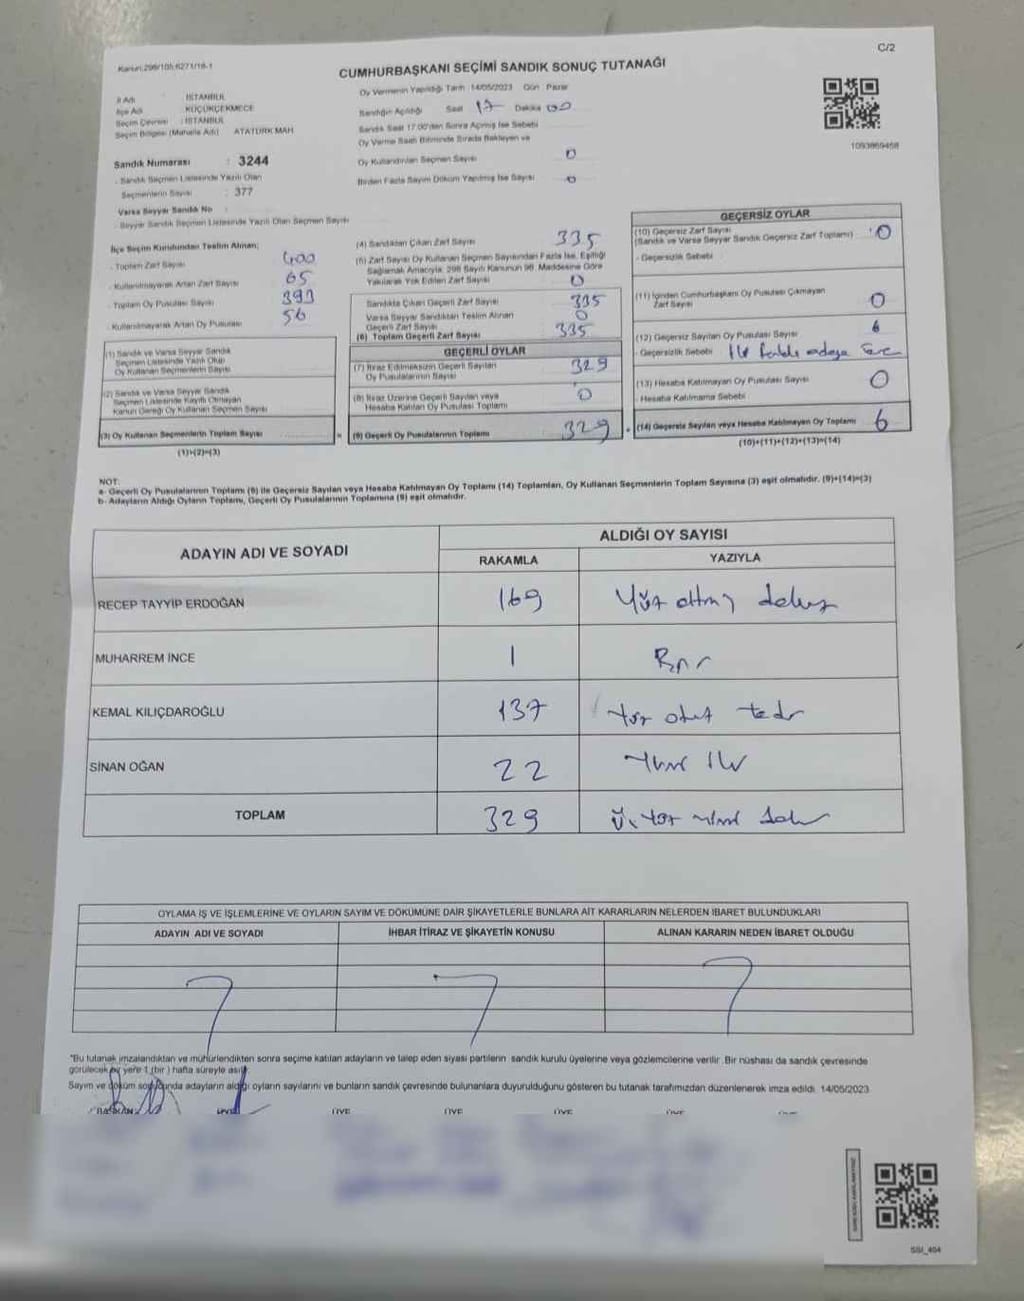 C/2
Kanun:298/105,6271/18-1
CUMHURBAŞKANI SEÇİMİ SANDIK SONUÇ TUTANAĞI
İl Adı : İSTANBUL
İlçe Adı : KÜÇÜKÇEKMECE
Seçim Çevresi : İSTANBUL
Seçim Bölgesi (Mahalle Adı) ATATÜRK MAH
Sandık Numarası : 3244
. Sandık Seçmen Listesinde Yazılı Olan
Seçmenlerin Sayısı : 377
Varsa Seyyar Sandık No :
. Seyyar Sandık Seçmen Listesinde Yazılı Olan Seçmen Sayısı
Oy Vermenin Yapıldığı Tarih 14/05/2023 Gün Pazar
Sandığın Açıldığı Saat 17 Dakika 00
Sandık Saat 17:00'den Sonra Açılmış İse Sebebi
Oy Verme Saati Bitiminde Sırada Bekleyen ve
Oy Kullandırılan Seçmen Sayısı 0
Birden Fazla Sayım Döküm Yapılmış İse Sayısı 0
1093869458
İlçe Seçim Kurulundan Teslim Alınan;
. Toplam Zarf Sayısı 400
. Kullanılmayarak Artan Zarf Sayısı 65
. Toplam Oy Pusulası Sayısı 391
. Kullanılmayarak Artan Oy Pusulası 56
(1) Sandık ve Varsa Seyyar Sandık
Seçmen Listesinde Yazılı Olup
Oy Kullanan Seçmenlerin Sayısı
(2) Sandık ve Varsa Seyyar Sandık
Seçmen Listesinde Kayıtlı Olmayan
Kanun Gereği Oy Kullanan Seçmen Sayısı
(3) Oy Kullanan Seçmenlerin Toplam Sayısı
(1)+(2)=(3)
(4) Sandıktan Çıkan Zarf Sayısı 335
(5) Zarf Sayısı Oy Kullanan Seçmen Sayısından Fazla İse, Eşitliği
Sağlamak Amacıyla, 298 Sayılı Kanunun 98. Maddesine Göre
Yakılarak Yok Edilen Zarf Sayısı 0
Sandıkta Çıkan Geçerli Zarf Sayısı 335
Varsa Seyyar Sandıktan Teslim Alınan
Geçerli Zarf Sayısı 0
(6) Toplam Geçerli Zarf Sayısı 335
GEÇERLİ OYLAR
(7) İtiraz Edilmeksizin Geçerli Sayılan
Oy Pusulalarının Sayısı 329
(8) İtiraz Üzerine Geçerli Sayılan veya
Hesaba Katılan Oy Pusulası Toplamı 0
= (9) Geçerli Oy Pusulalarının Toplamı 329 +
GEÇERSİZ OYLAR
(10) Geçersiz Zarf Sayısı
(Sandık ve Varsa Seyyar Sandık Geçersiz Zarf Toplamı) 0
. Geçersizlik Sebebi
(11) İçinden Cumhurbaşkanı Oy Pusulası Çıkmayan
Zarf Sayısı 0
(12) Geçersiz Sayılan Oy Pusulası Sayısı 6
. Geçersizlik Sebebi
(13) Hesaba Katılmayan Oy Pusulası Sayısı 0
. Hesaba Katılmama Sebebi
(14) Geçersiz Sayılan veya Hesaba Katılmayan Oy Toplamı 6
(10)+(11)+(12)+(13)=(14)
NOT:
a- Geçerli Oy Pusulalarının Toplamı (9) ile Geçersiz Sayılan veya Hesaba Katılmayan Oy Toplamı (14) Toplamları, Oy Kullanan Seçmenlerin Toplam Sayısına (3) eşit olmalıdır. (9)+(14)=(3)
b- Adayların Aldığı Oyların Toplamı, Geçerli Oy Pusulalarının Toplamına (9) eşit olmalıdır.
ADAYIN ADI VE SOYADI
ALDIĞI OY SAYISI
RAKAMLA YAZIYLA
RECEP TAYYİP ERDOĞAN 169 Yüz altmış dokuz
MUHARREM İNCE 1 Bir
KEMAL KILIÇDAROĞLU 137 Yüz otuz yedi
SİNAN OĞAN 22 Yirmi iki
TOPLAM 329 Üç yüz yirmi dokuz
OYLAMA İŞ VE İŞLEMLERİNE VE OYLARIN SAYIM VE DÖKÜMÜNE DAİR ŞİKAYETLERLE BUNLARA AİT KARARLARIN NELERDEN İBARET BULUNDUKLARI
ADAYIN ADI VE SOYADI İHBAR İTİRAZ VE ŞİKAYETİN KONUSU ALINAN KARARIN NEDEN İBARET OLDUĞU
"Bu tutanak imzalandıktan ve mühürlendikten sonra seçime katılan adayların ve talep eden siyasi partilerin sandık kurulu üyelerine veya gözlemcilerine verilir .Bir nüshası da sandık çevresinde
görülecek bir yere 1 (bir ) hafta süreyle asılır.
Sayım ve döküm sonucunda adayların aldığı oyların sayılarını ve bunların sandık çevresinde bulunanlara duyurulduğunu gösteren bu tutanak tarafımızdan düzenlenerek imza edildi. 14/05/2023
BAŞKAN ÜYE ÜYE ÜYE ÜYE ÜYE
SSI_404